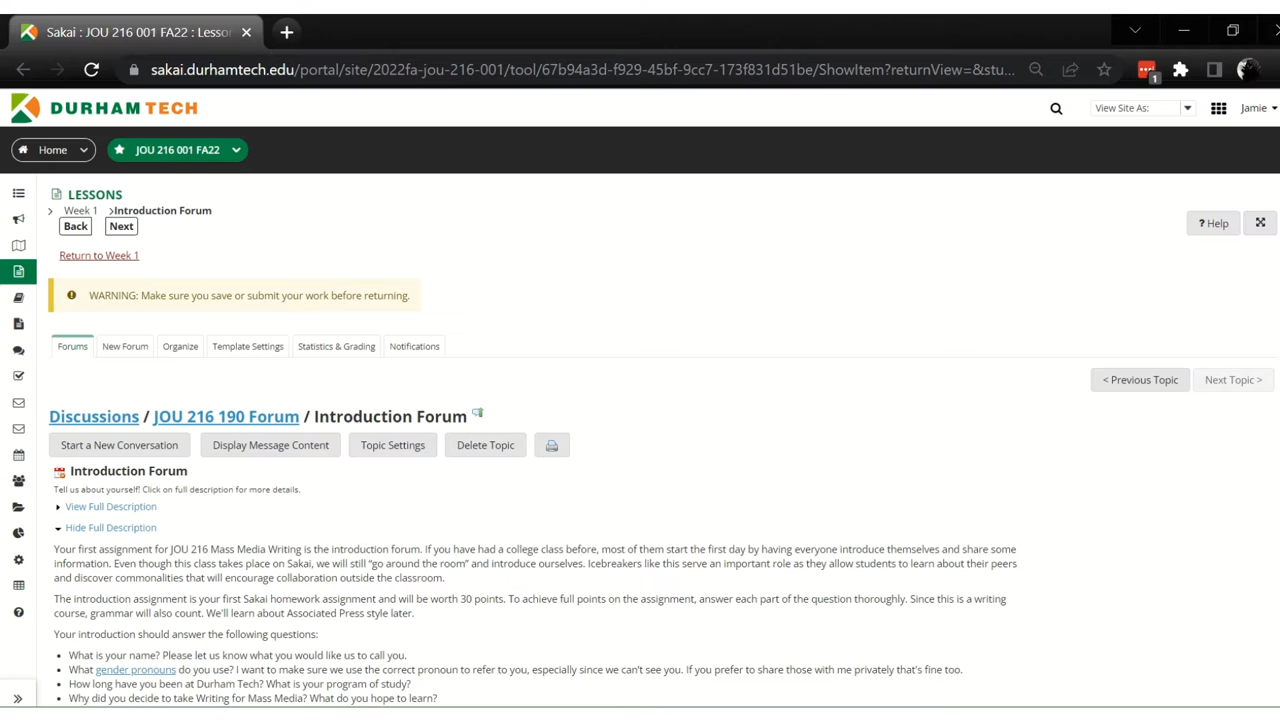 Sakai : JOU 216 001 FA22 : Lesso
sakai.durhamtech.edu/portal/site/2022fa-jou-216-001/tool/67b94a3d-f929-45bf-9cc7-173f831d51be/ShowItem?returnView=&stu...
1
DURHAM TECH
View Site As:
Jamie
Home
JOU 216 001 FA22
LESSONS
Week 1
Introduction Forum
Back
Next
? Help
Return to Week 1
WARNING: Make sure you save or submit your work before returning.
Forums
New Forum
Organize
Template Settings
Statistics & Grading
Notifications
< Previous Topic
Next Topic >
Discussions / JOU 216 190 Forum / Introduction Forum
Start a New Conversation
Display Message Content
Topic Settings
Delete Topic
Introduction Forum
Tell us about yourself! Click on full description for more details.
View Full Description
Hide Full Description
Your first assignment for JOU 216 Mass Media Writing is the introduction forum. If you have had a college class before, most of them start the first day by having everyone introduce themselves and share some
information. Even though this class takes place on Sakai, we will still “go around the room” and introduce ourselves. Icebreakers like this serve an important role as they allow students to learn about their peers
and discover commonalities that will encourage collaboration outside the classroom.
The introduction assignment is your first Sakai homework assignment and will be worth 30 points. To achieve full points on the assignment, answer each part of the question thoroughly. Since this is a writing
course, grammar will also count. We'll learn about Associated Press style later.
Your introduction should answer the following questions:
• What is your name? Please let us know what you would like us to call you.
• What gender pronouns do you use? I want to make sure we use the correct pronoun to refer to you, especially since we can’t see you. If you prefer to share those with me privately that’s fine too.
• How long have you been at Durham Tech? What is your program of study?
• Why did you decide to take Writing for Mass Media? What do you hope to learn?